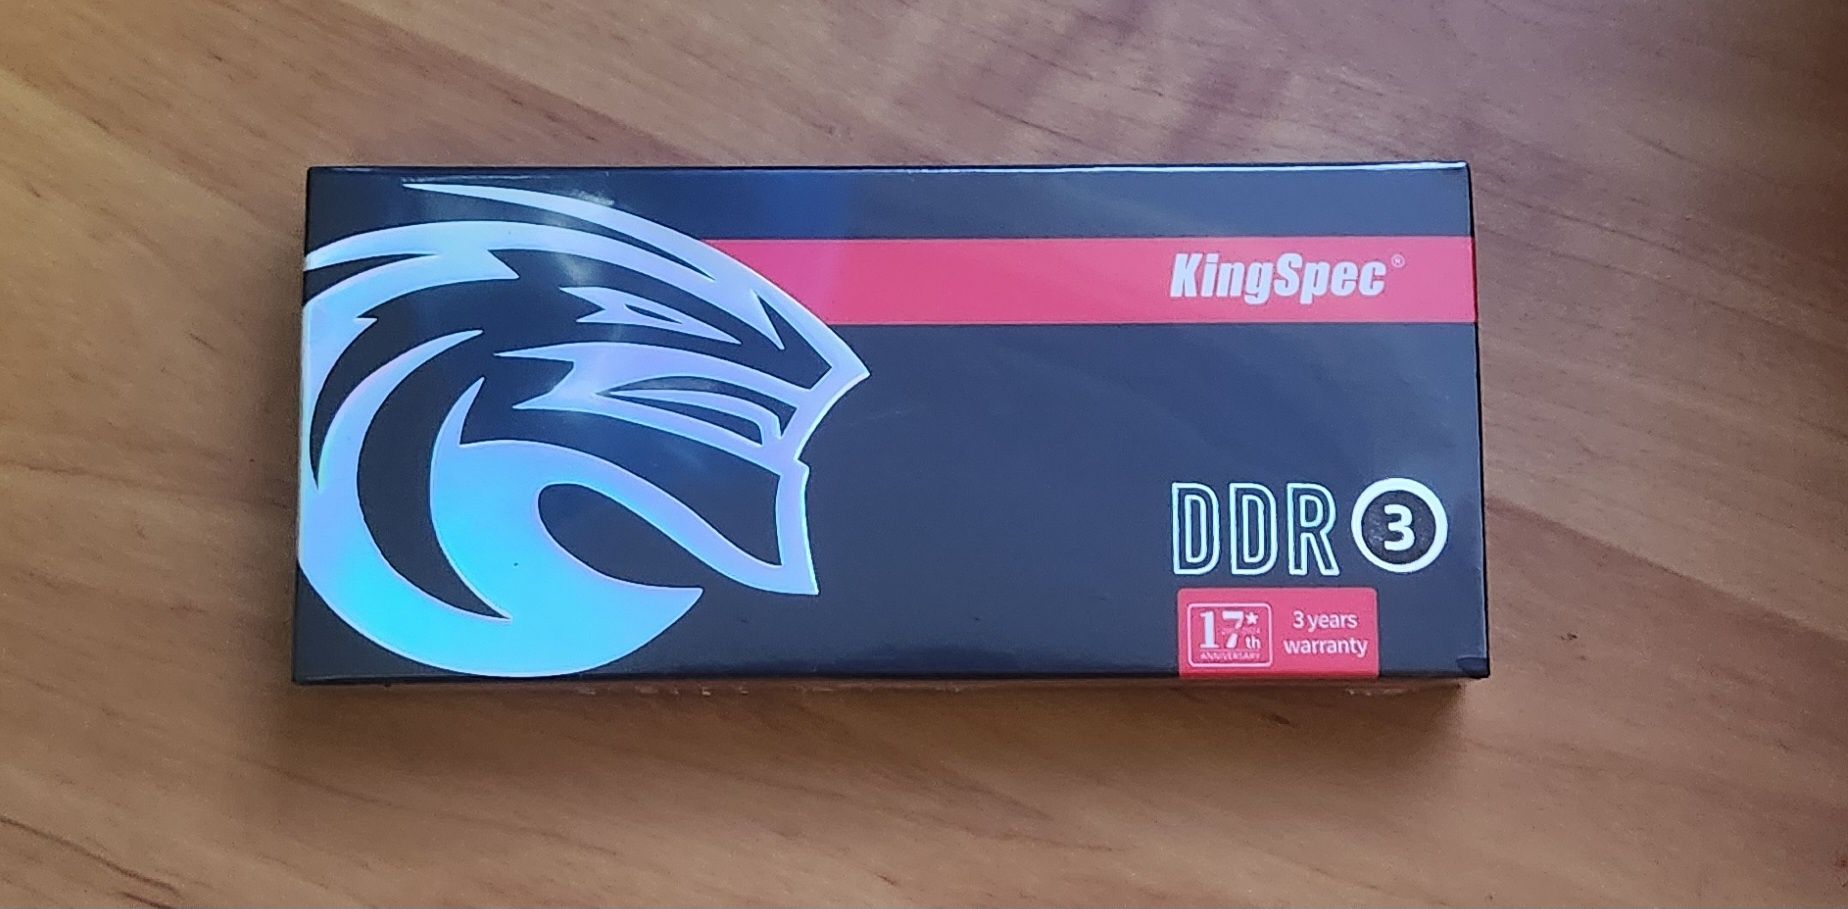 KingSpec®
DDR 3
17th
ANNIVERSARY
3 years
warranty